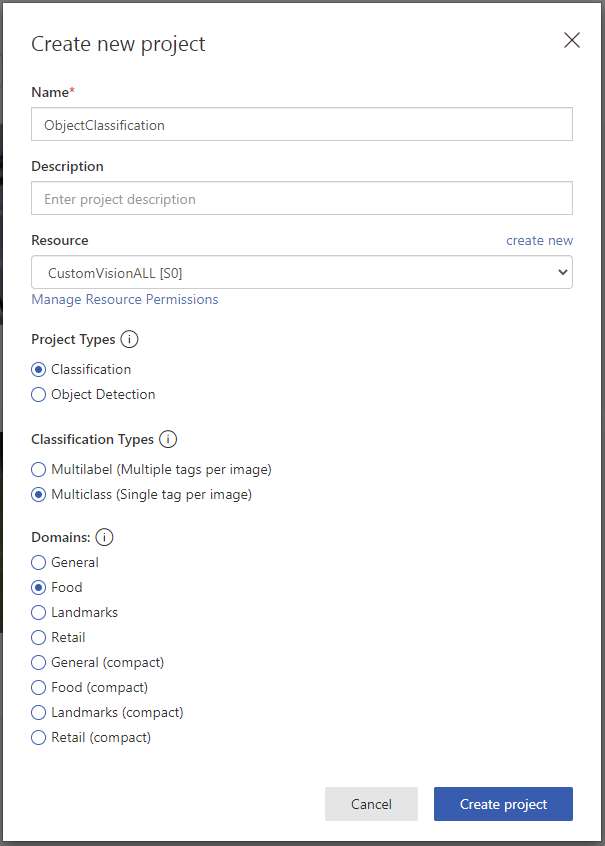 Create new project
Name*
ObjectClassification
Description
Enter project description
Resource create new
CustomVisionALL [S0]
Manage Resource Permissions
Project Types i
Classification
Object Detection
Classification Types i
Multilabel (Multiple tags per image)
Multiclass (Single tag per image)
Domains: i
General
Food
Landmarks
Retail
General (compact)
Food (compact)
Landmarks (compact)
Retail (compact)
Cancel Create project